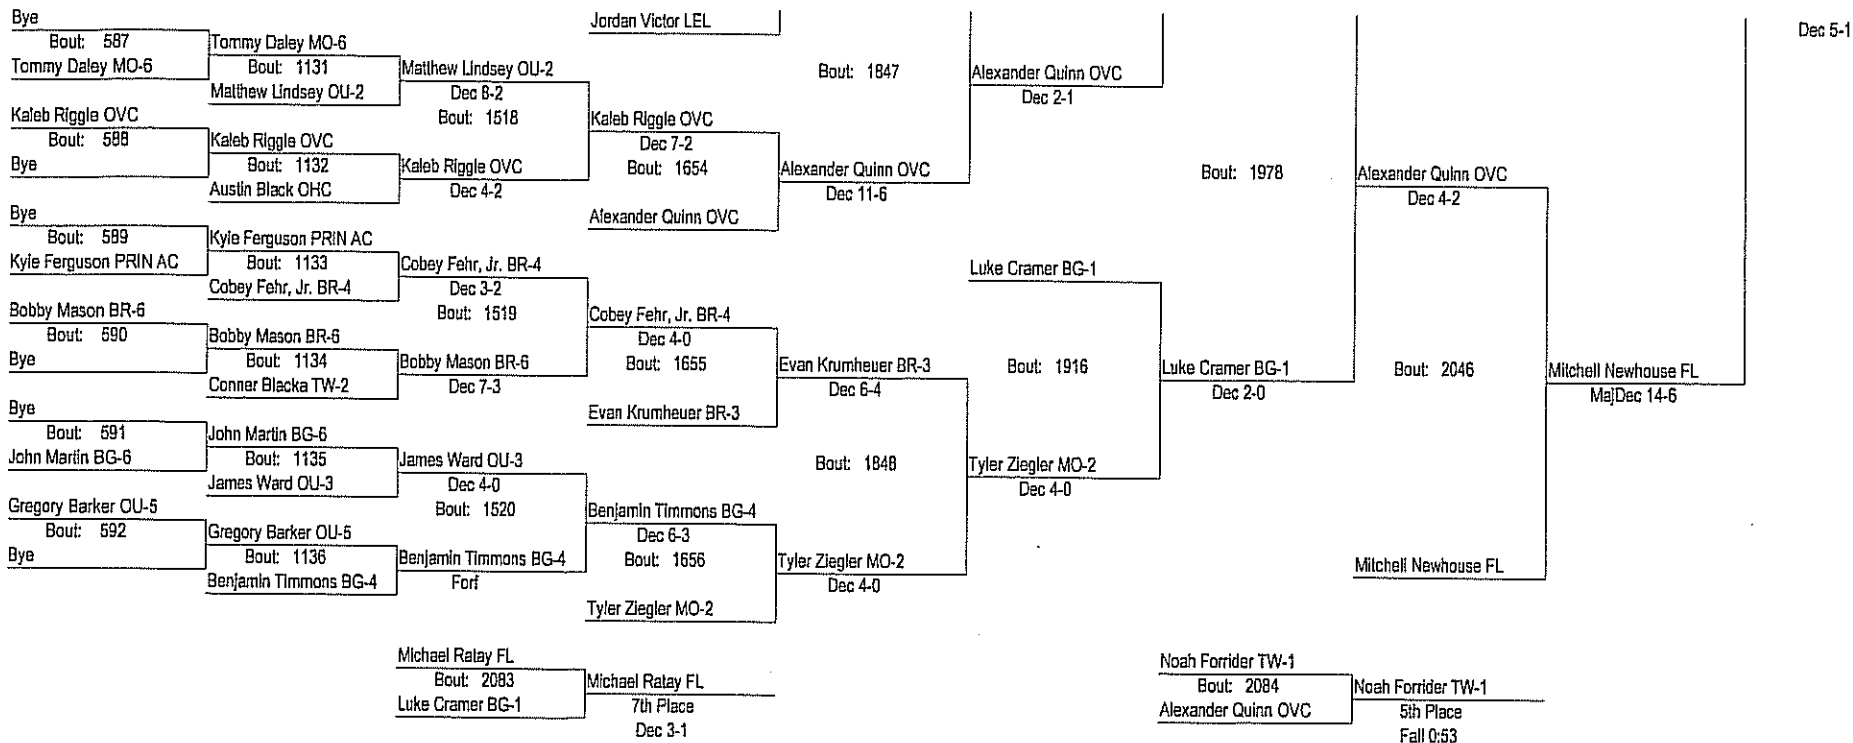 Bye
Bout: 587
Tommy Daley MO-6
Tommy Daley MO-6
Bout: 1131
Matthew Lindsey OU-2
Matthew Lindsey OU-2
Dec 8-2
Bout: 1518
Kaleb Riggle OVC
Bout: 588
Bye
Kaleb Riggle OVC
Bout: 1132
Austin Black OHC
Kaleb Riggle OVC
Dec 4-2
Jordan Victor LEL
Kaleb Riggle OVC
Dec 7-2
Bout: 1654
Alexander Quinn OVC
Bout: 1847
Alexander Quinn OVC
Dec 11-6
Alexander Quinn OVC
Dec 2-1
Bye
Bout: 589
Kyle Ferguson PRIN AC
Kyle Ferguson PRIN AC
Bout: 1133
Cobey Fehr, Jr. BR-4
Cobey Fehr, Jr. BR-4
Dec 3-2
Bout: 1519
Bobby Mason BR-6
Bout: 590
Bye
Bobby Mason BR-6
Bout: 1134
Conner Blacka TW-2
Bobby Mason BR-6
Dec 7-3
Cobey Fehr, Jr. BR-4
Dec 4-0
Bout: 1655
Evan Krumheuer BR-3
Evan Krumheuer BR-3
Dec 6-4
Bye
Bout: 591
John Martin BG-6
John Martin BG-6
Bout: 1135
James Ward OU-3
James Ward OU-3
Dec 4-0
Bout: 1520
Gregory Barker OU-5
Bout: 592
Bye
Gregory Barker OU-5
Bout: 1136
Benjamin Timmons BG-4
Benjamin Timmons BG-4
Forf
Benjamin Timmons BG-4
Dec 6-3
Bout: 1656
Tyler Ziegler MO-2
Tyler Ziegler MO-2
Dec 4-0
Bout: 1848
Luke Cramer BG-1
Bout: 1916
Tyler Ziegler MO-2
Dec 4-0
Bout: 1978
Luke Cramer BG-1
Dec 2-0
Alexander Quinn OVC
Dec 4-2
Bout: 2046
Mitchell Newhouse FL
Mitchell Newhouse FL
MajDec 14-6
Dec 5-1
Michael Ratay FL
Bout: 2083
Luke Cramer BG-1
Michael Ratay FL
7th Place
Dec 3-1
Noah Forrider TW-1
Bout: 2084
Alexander Quinn OVC
Noah Forrider TW-1
5th Place
Fall 0:53